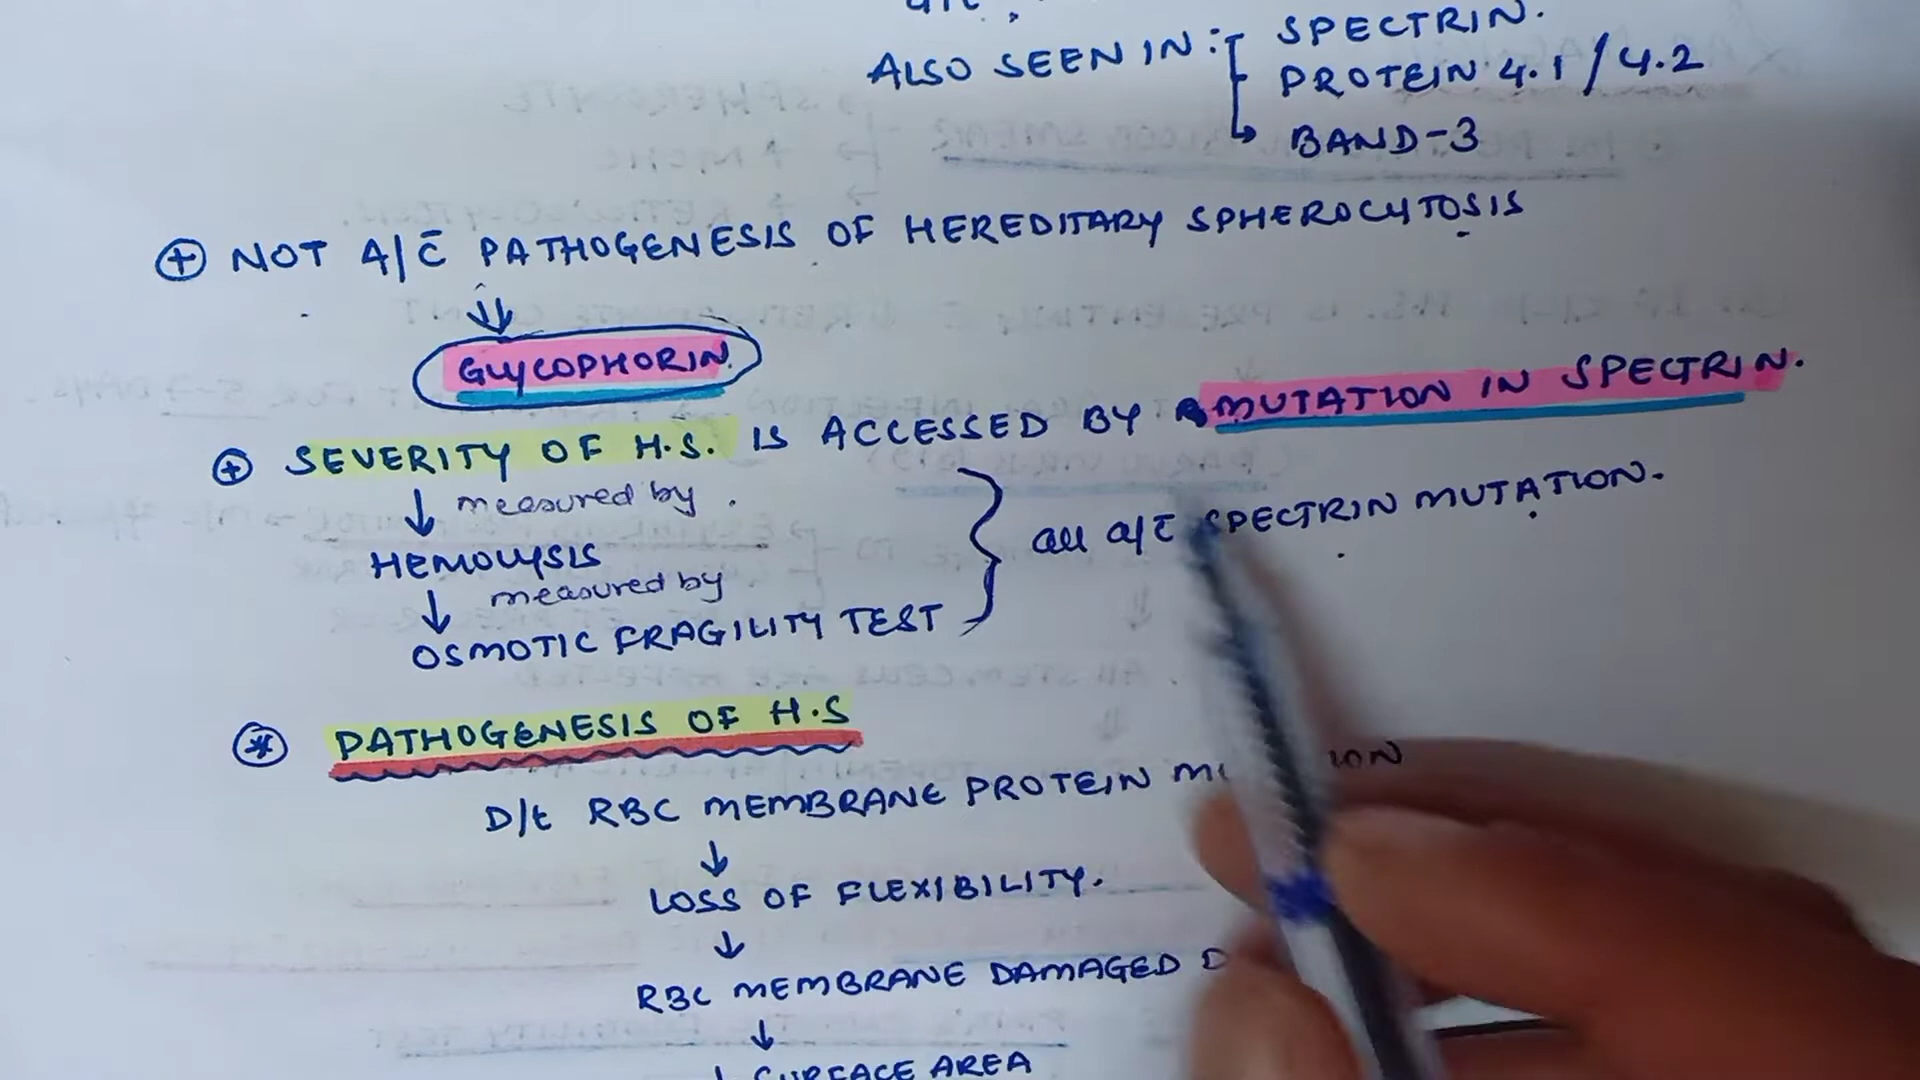 ALSO SEEN IN :
SPECTRIN.
PROTEIN 4.1 / 4.2
BAND-3
NOT A/C̄ PATHOGENESIS OF HEREDITARY SPHEROCYTOSIS
GLYCOPHORIN
SEVERITY OF H.S. IS ACCESSED BY MUTATION IN SPECTRIN.
measured by
HEMOLYSIS
measured by
OSMOTIC FRAGILITY TEST
all a/c̄ SPECTRIN MUTATION.
PATHOGENESIS OF H.S
D/t RBC MEMBRANE PROTEIN
LOSS OF FLEXIBILITY.
RBC MEMBRANE DAMAGED
↓ SURFACE AREA